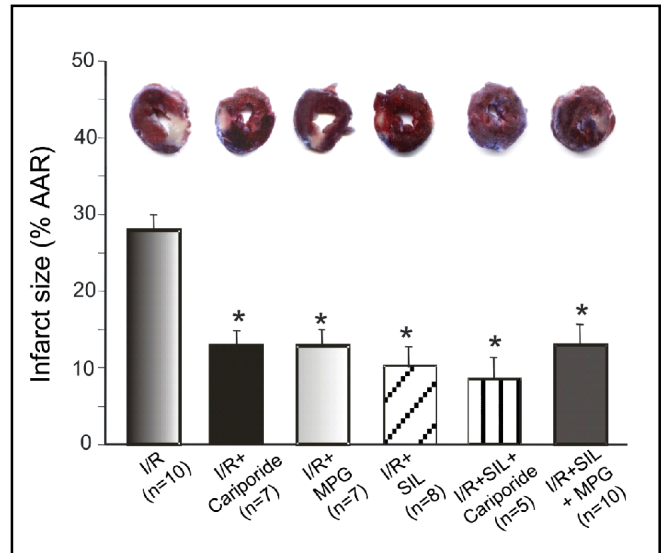 50
40
30
20
10
0
Infarct size (% AAR)
*
*
*
*
*
I/R
(n=10)
I/R+
Cariporide
(n=7)
I/R+
MPG
(n=7)
I/R+
SIL
(n=8)
I/R+SIL+
Cariporide
(n=5)
I/R+SIL
+ MPG
(n=10)